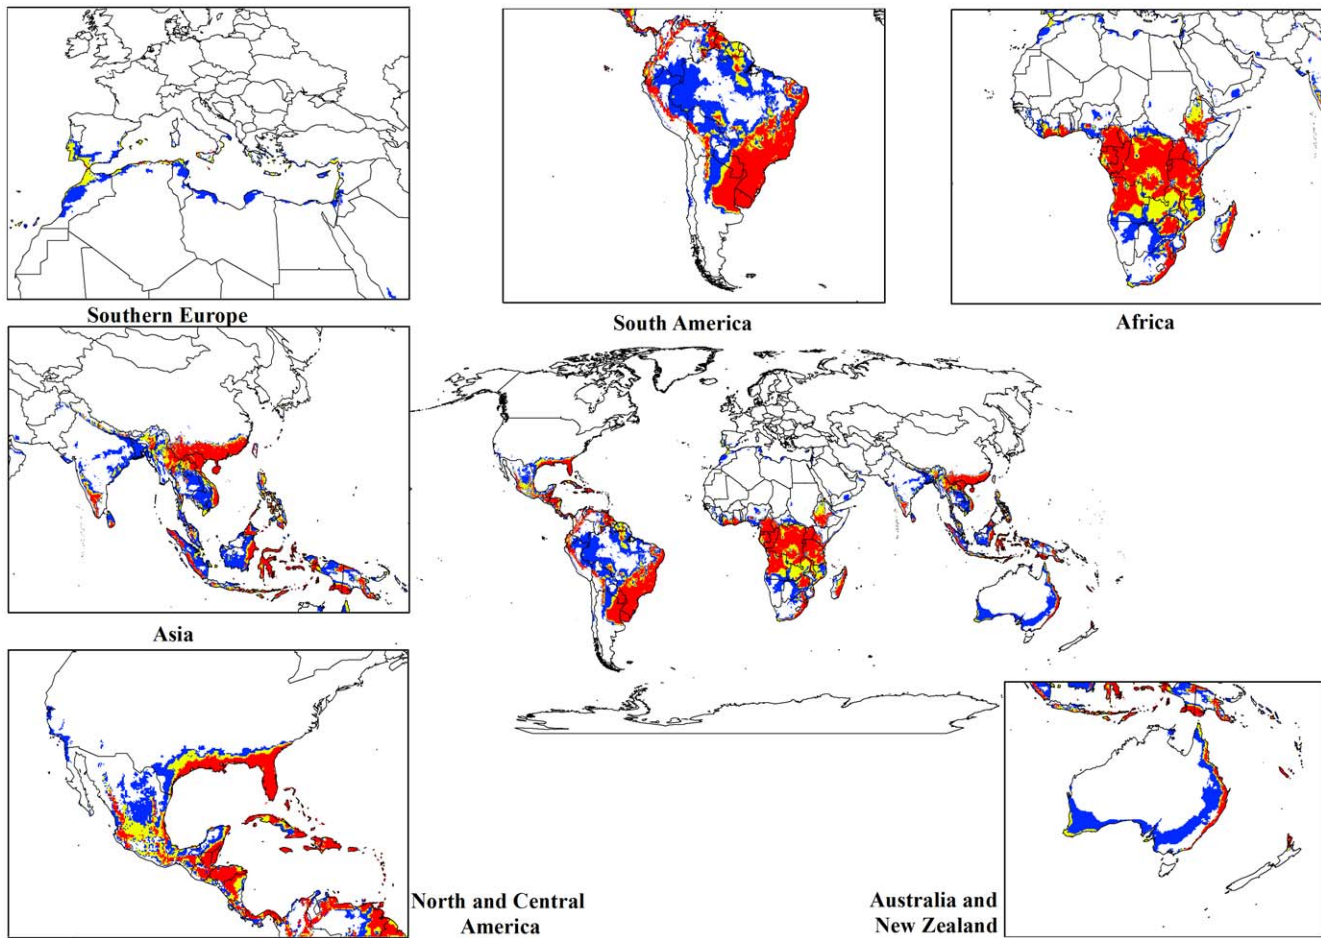 Southern Europe
South America
Africa
Asia
North and Central
America
Australia and
New Zealand